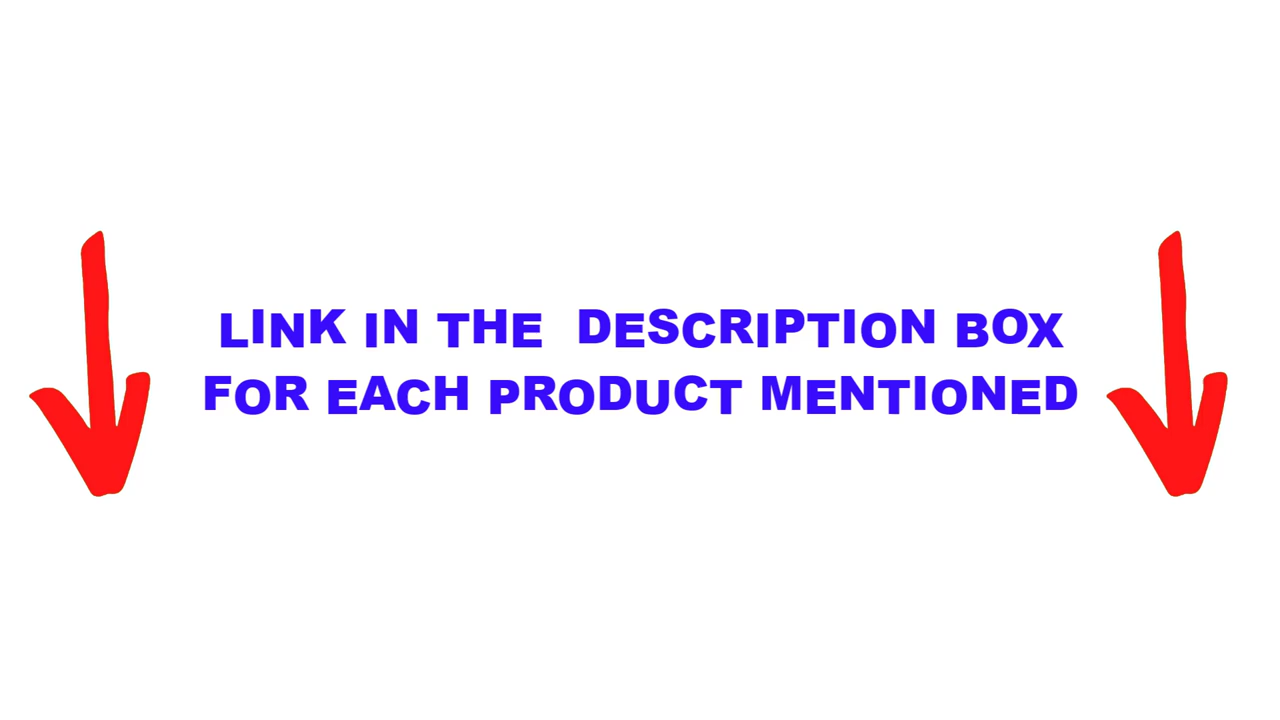 LINK IN THE DESCRIPTION BOX
FOR EACH PRODUCT MENTIONED